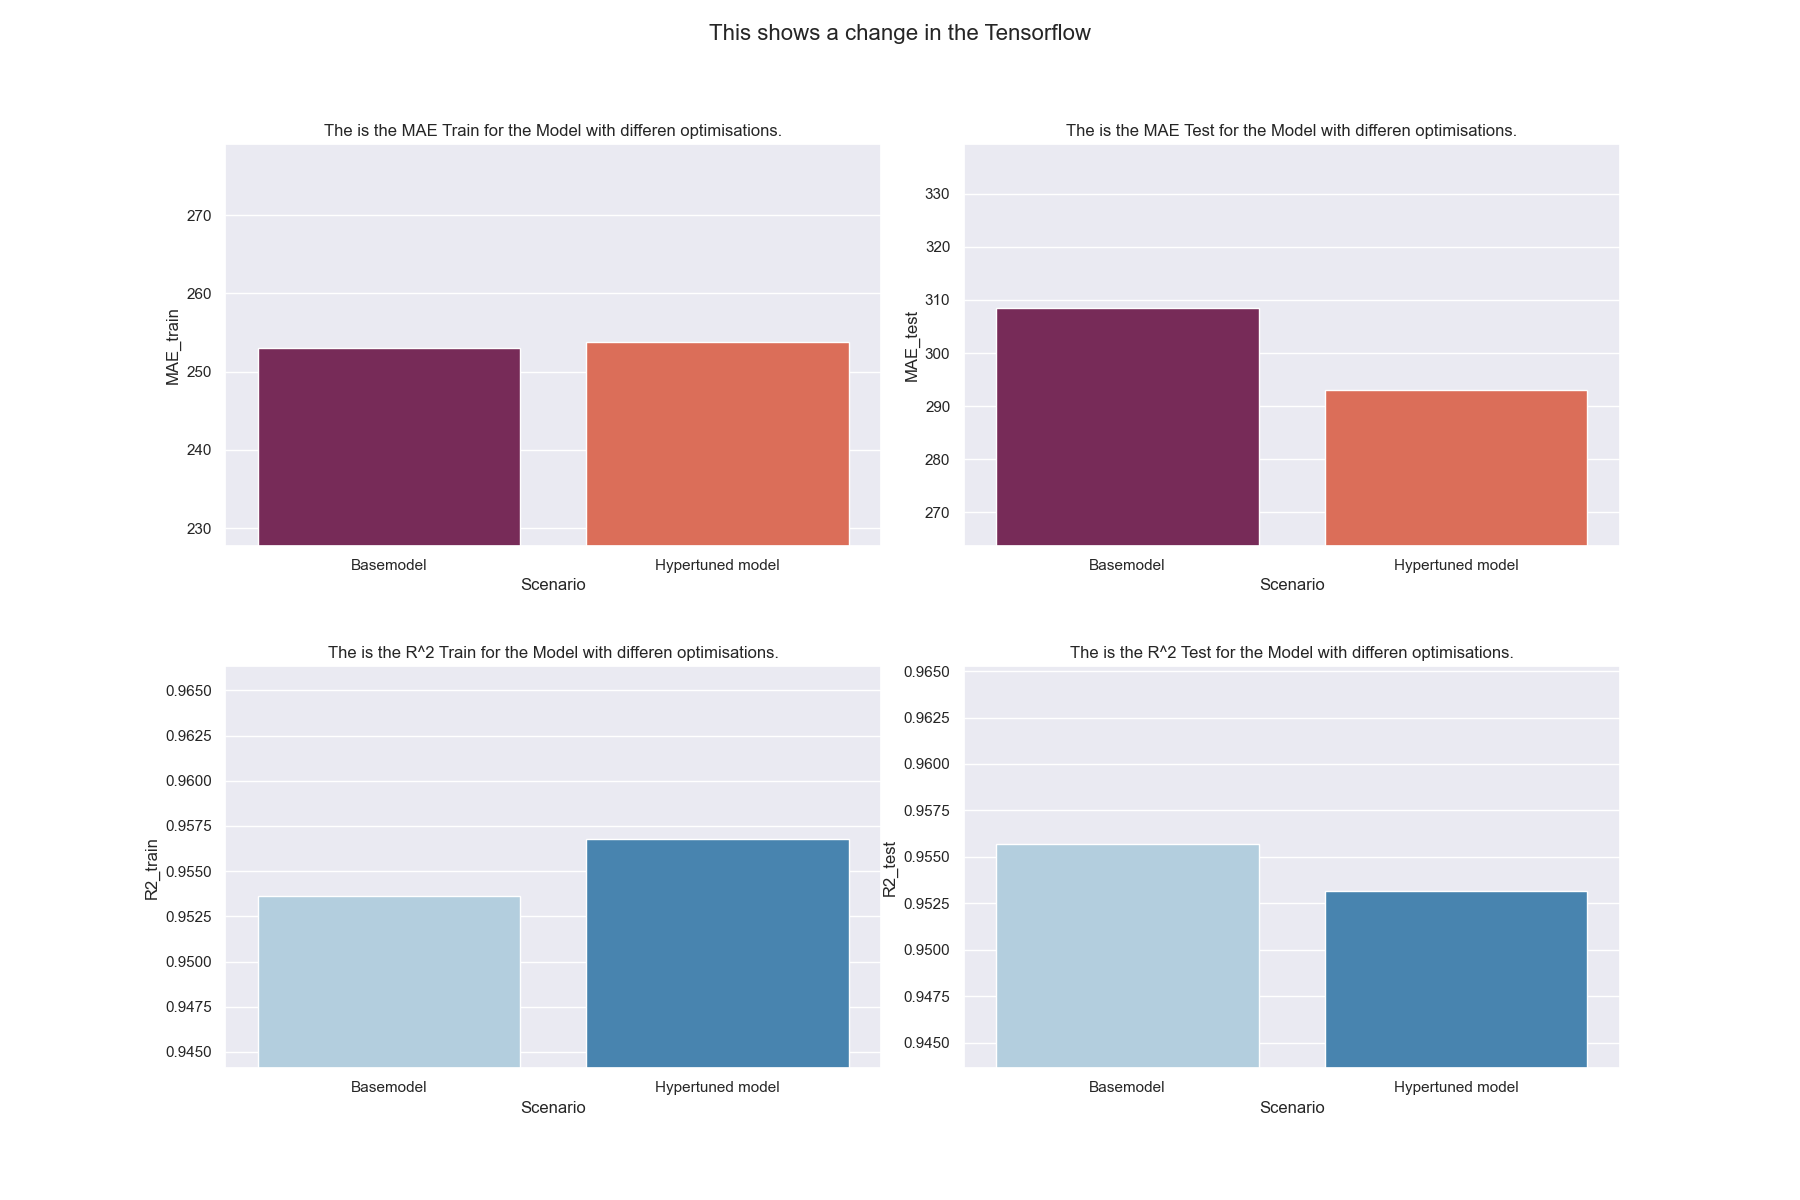 This shows a change in the Tensorflow
The is the MAE Train for the Model with differen optimisations.
270
260
250
240
230
MAE_train
Basemodel
Hypertuned model
Scenario
The is the MAE Test for the Model with differen optimisations.
330
320
310
300
290
280
270
MAE_test
Basemodel
Hypertuned model
Scenario
The is the R^2 Train for the Model with differen optimisations.
0.9650
0.9625
0.9600
0.9575
0.9550
0.9525
0.9500
0.9475
0.9450
R2_train
Basemodel
Hypertuned model
Scenario
The is the R^2 Test for the Model with differen optimisations.
0.9650
0.9625
0.9600
0.9575
0.9550
0.9525
0.9500
0.9475
0.9450
R2_test
Basemodel
Hypertuned model
Scenario